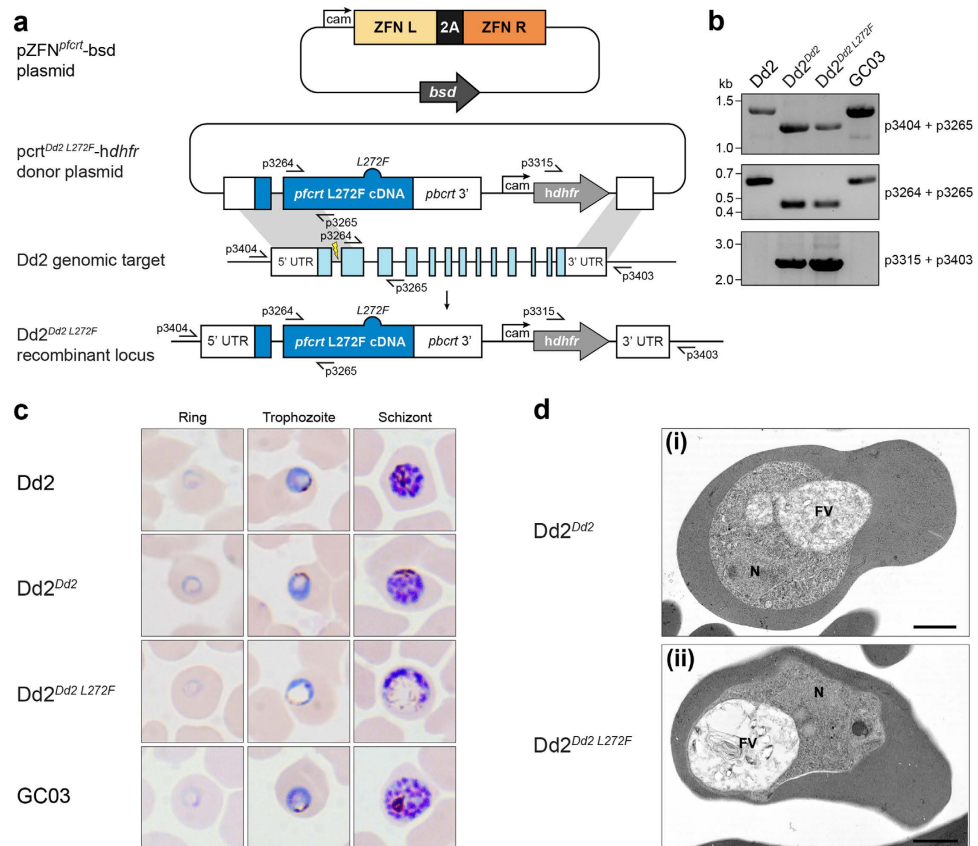 a
pZFNpfcrt-bsd
plasmid
cam
ZFN L
2A
ZFN R
bsd
pcrtDd2 L272F-hdhfr
donor plasmid
p3264
L272F
pfcrt L272F cDNA
pbcrt 3'
p3315
cam
hdhfr
p3265
p3264
p3404
Dd2 genomic target
5' UTR
3' UTR
p3265
p3403
Dd2Dd2 L272F
recombinant locus
p3404
p3264
L272F
p3315
5' UTR
pfcrt L272F cDNA
pbcrt 3'
cam
hdhfr
3' UTR
p3265
p3403
b
Dd2
Dd2Dd2
Dd2Dd2 L272F
GC03
kb
1.5
1.0
p3404 + p3265
0.7
0.5
0.4
p3264 + p3265
3.0
2.0
p3315 + p3403
c
Ring
Trophozoite
Schizont
Dd2
Dd2Dd2
Dd2Dd2 L272F
GC03
d
Dd2Dd2
(i)
FV
N
Dd2Dd2 L272F
(ii)
N
FV